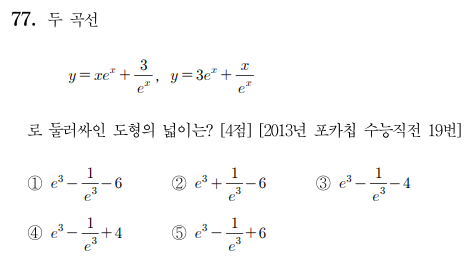 77. 두 곡선
y=xe^x+3/e^x, y=3e^x+x/e^x
로 둘러싸인 도형의 넓이는? [4점] [2013년 포카칩 수능직전 19번]
① e^3-1/e^3-6 ② e^3+1/e^3-6 ③ e^3-1/e^3-4
④ e^3-1/e^3+4 ⑤ e^3-1/e^3+6